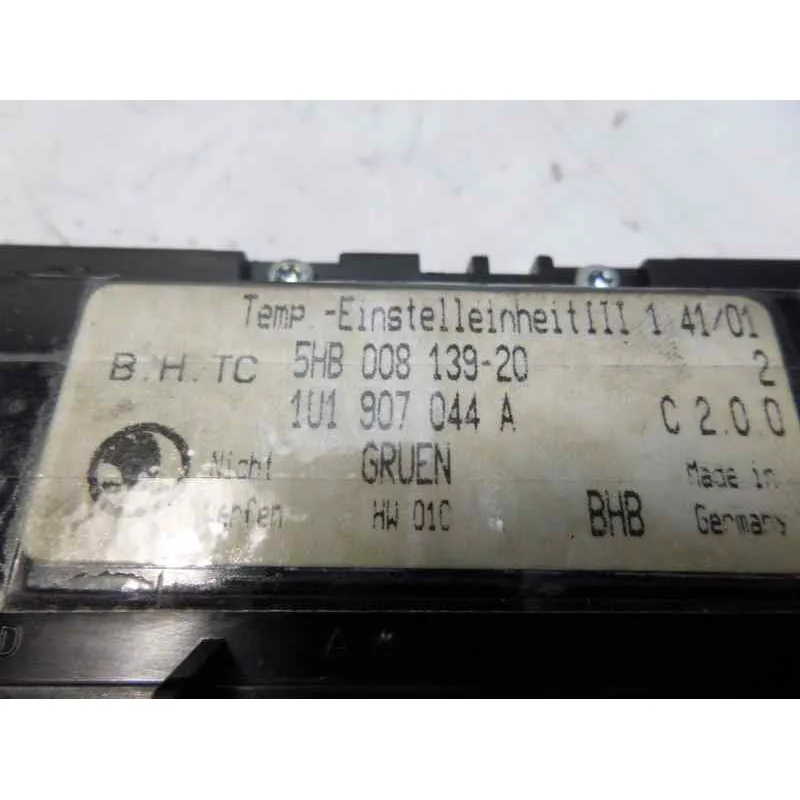 Temp -EinstelleinheitIII 1 41/01
B.H.TC 5HB 008 139-20 2
1U1 907 044 A C 2.0.0
Nicht GRUEN Made in
werfen HW 01C BHB Germany